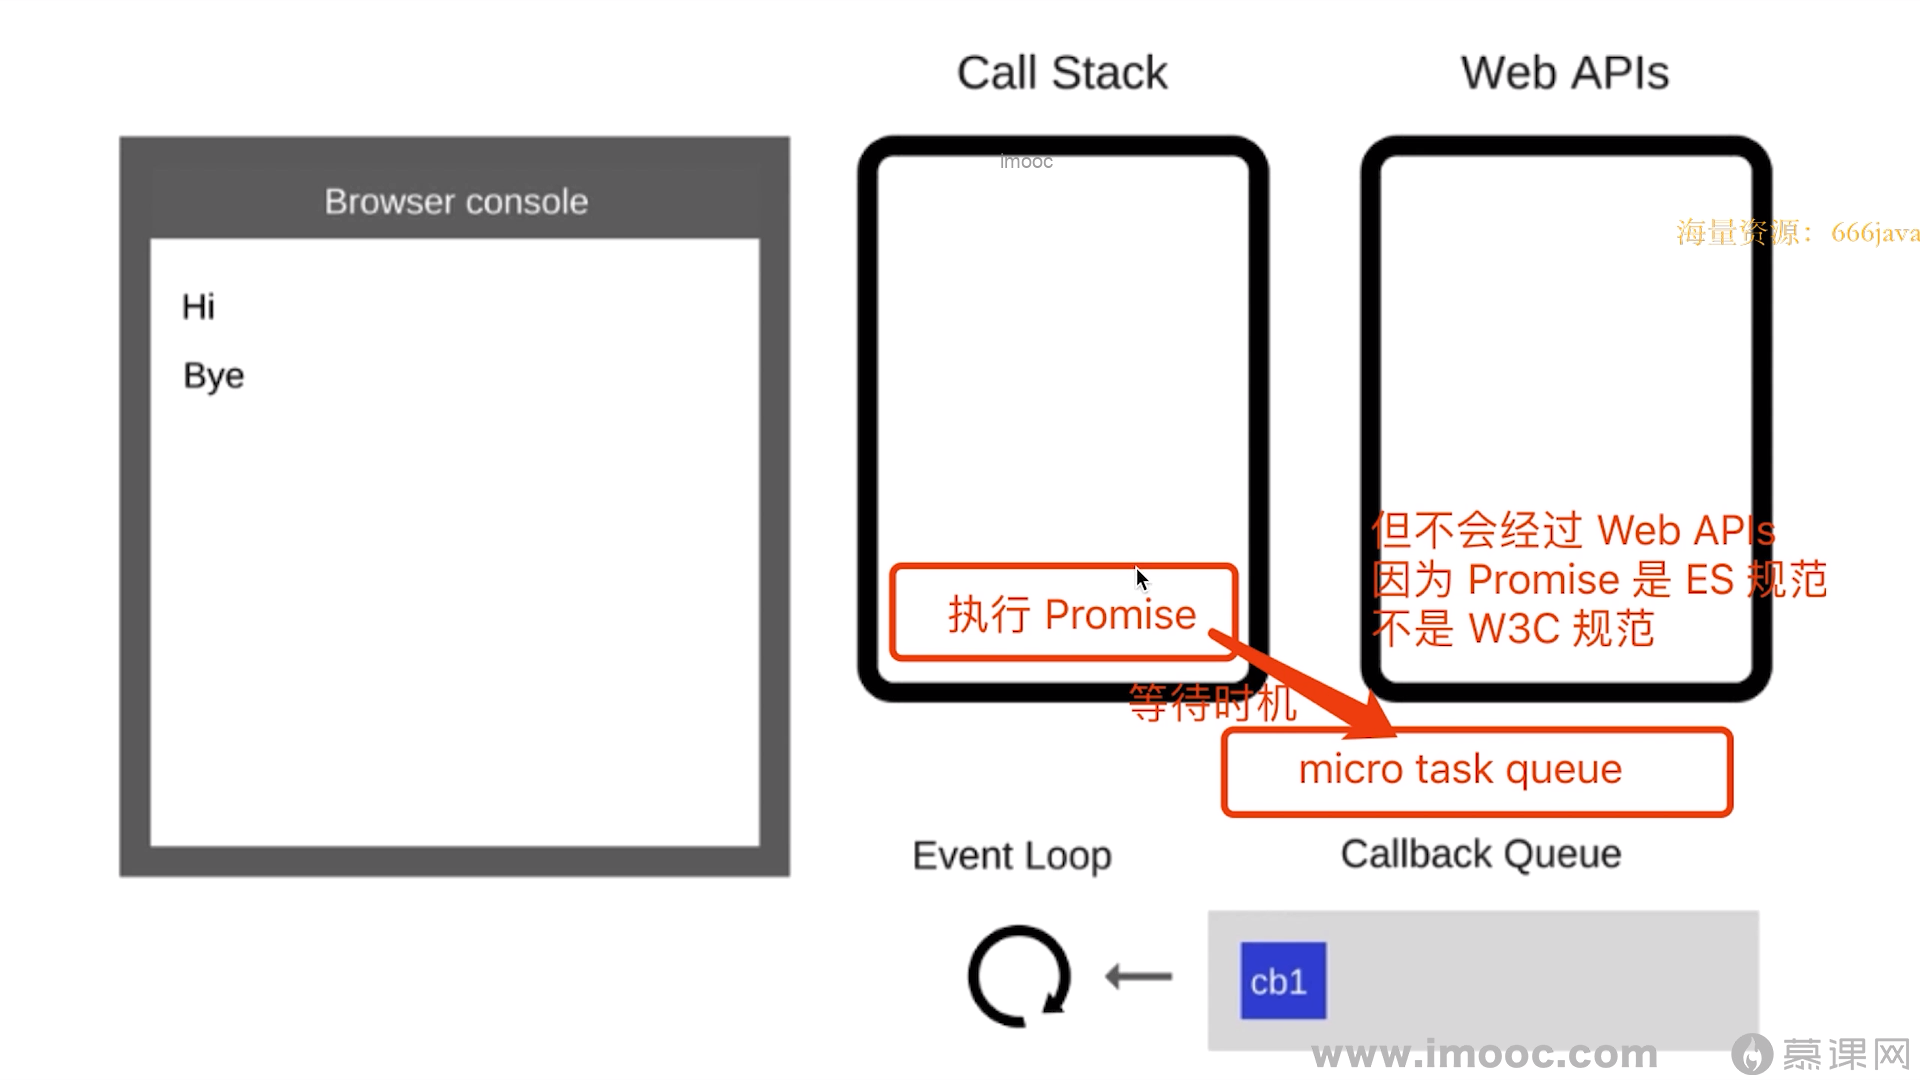 Call Stack
Web APIs
imooc
Browser console
海量资源：666java
Hi
Bye
但不会经过 Web APIs
因为 Promise 是 ES 规范
不是 W3C 规范
执行 Promise
等待时机
micro task queue
Event Loop
Callback Queue
cb1
www.imooc.com
慕课网